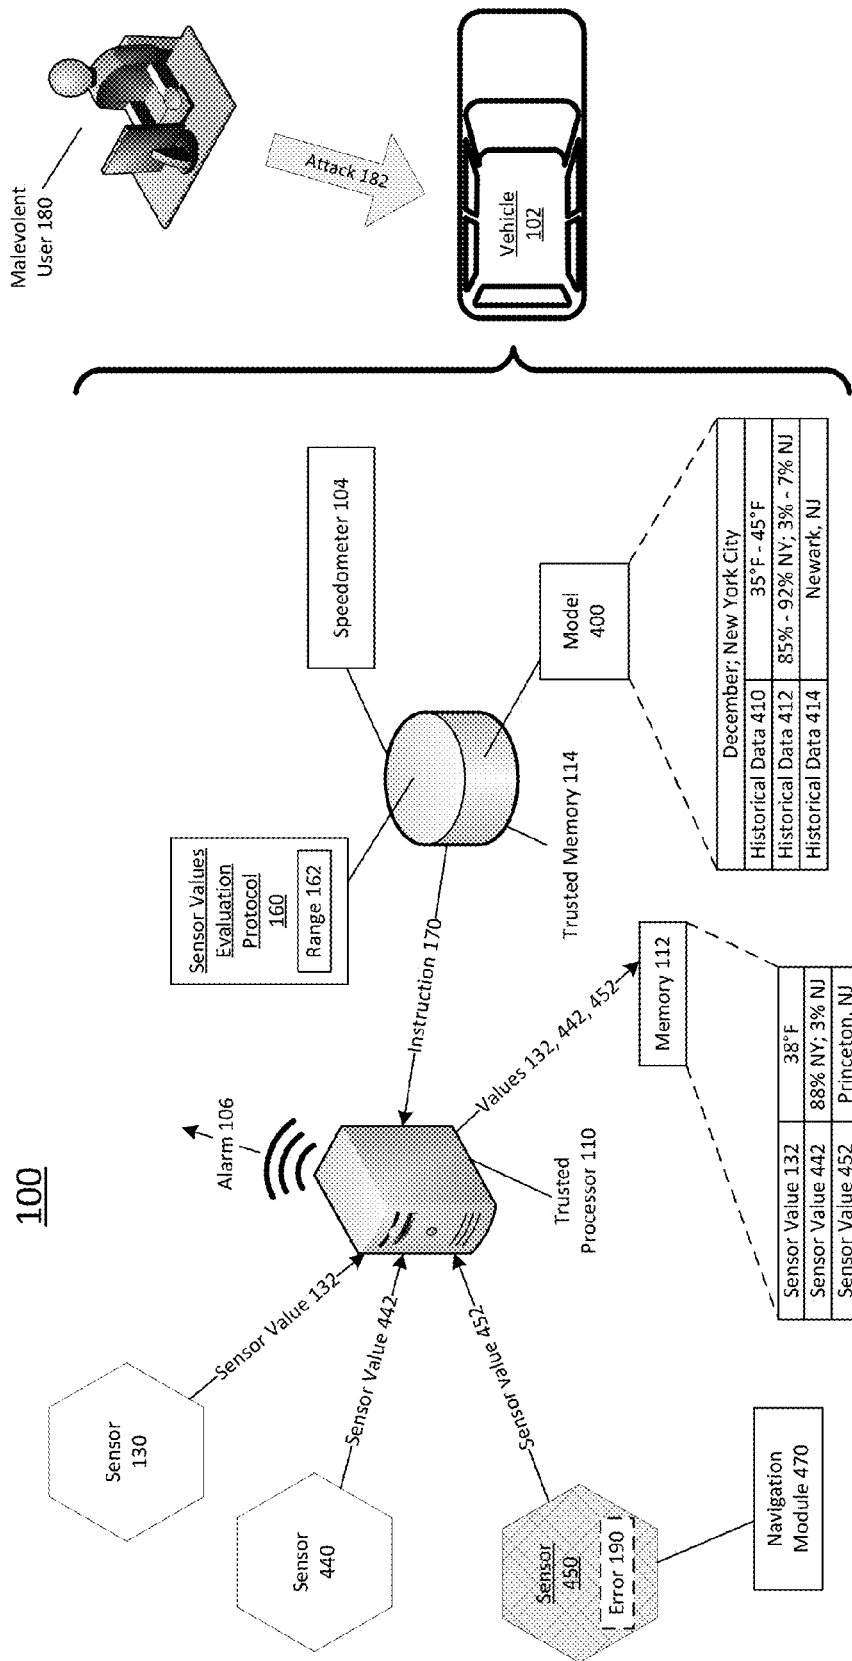 100
Malevolent
User 180
Attack 182
Vehicle
102
Sensor
130
Sensor Value 132
Sensor
440
Sensor Value 442
Sensor
450
Error 190
Sensor value 452
Navigation
Module 470
Alarm 106
Trusted
Processor 110
Values 132, 442, 452
Memory 112
Sensor Value 132 38°F
Sensor Value 442 88% NY; 3% NJ
Sensor Value 452 Princeton, NJ
Instruction 170
Sensor Values
Evaluation
Protocol
160
Range 162
Trusted Memory 114
Speedometer 104
Model
400
December; New York City
Historical Data 410 35°F - 45°F
Historical Data 412 85% - 92% NY; 3% - 7% NJ
Historical Data 414 Newark, NJ